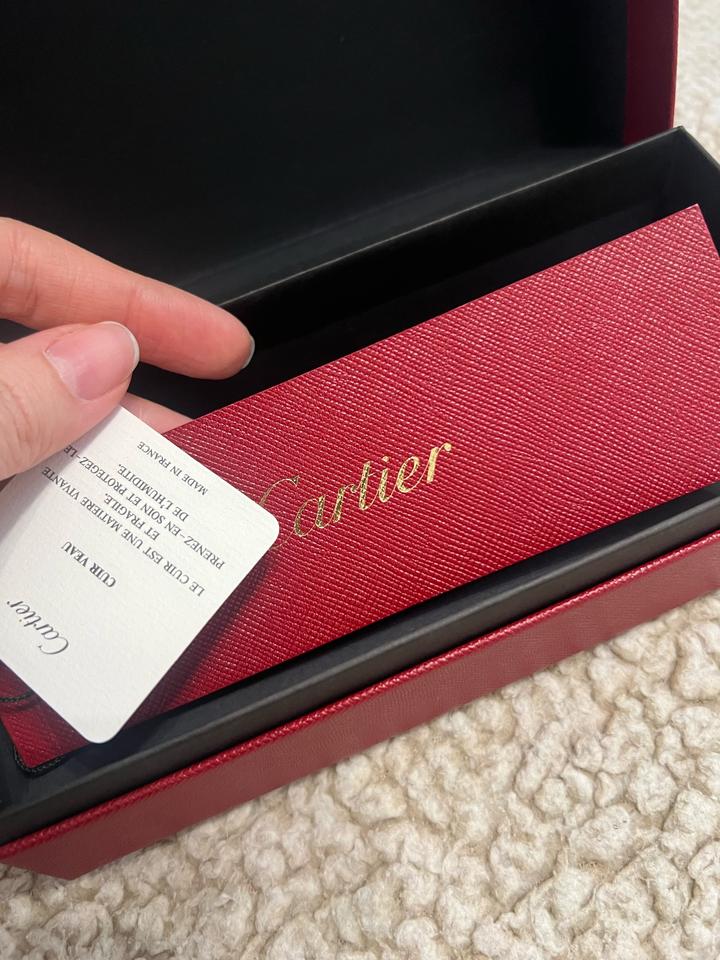 Cartier
Cartier
CUIR VEAU
LE CUIR EST UNE MATIERE VIVANTE
ET FRAGILE.
PRENEZ-EN SOIN ET PROTEGEZ-LE
DE L'HUMIDITE.
MADE IN FRANCE